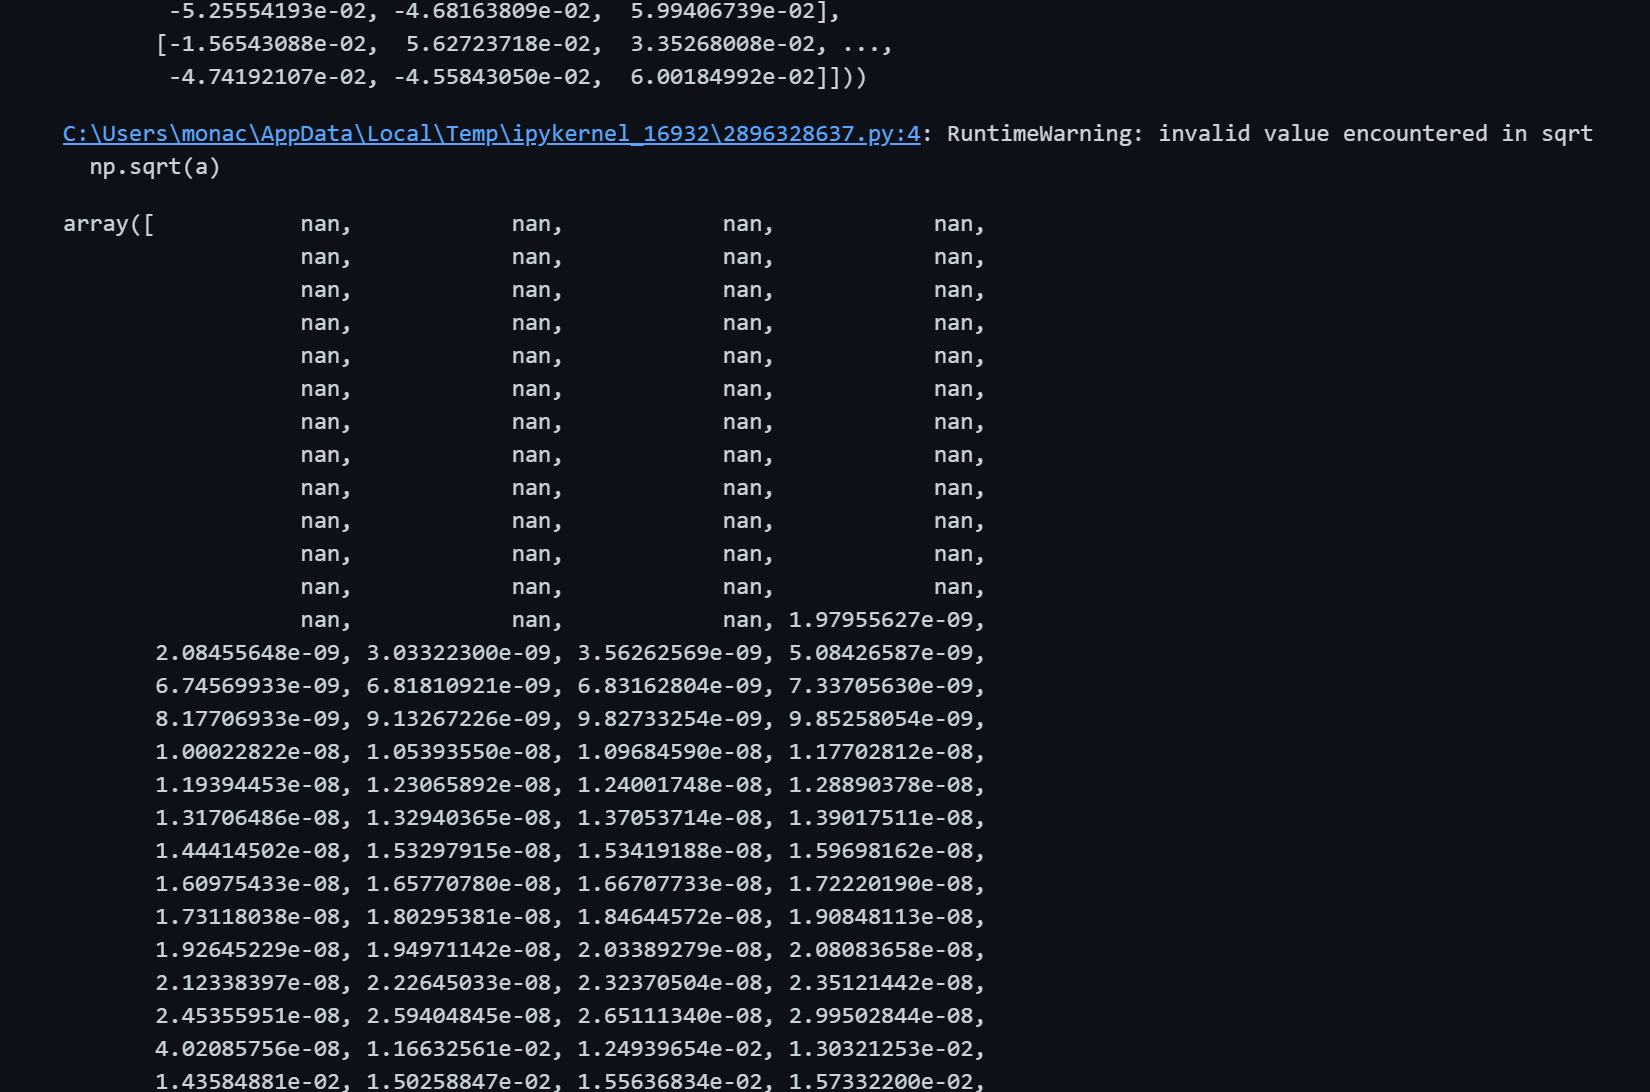 -5.25554193e-02, -4.68163809e-02,  5.99406739e-02],
[-1.56543088e-02,  5.62723718e-02,  3.35268008e-02, ...,
-4.74192107e-02, -4.55843050e-02,  6.00184992e-02]]))
C:\Users\monac\AppData\Local\Temp\ipykernel_16932\2896328637.py:4: RuntimeWarning: invalid value encountered in sqrt
np.sqrt(a)
array([           nan,            nan,            nan,            nan,
nan,            nan,            nan,            nan,
nan,            nan,            nan,            nan,
nan,            nan,            nan,            nan,
nan,            nan,            nan,            nan,
nan,            nan,            nan,            nan,
nan,            nan,            nan,            nan,
nan,            nan,            nan,            nan,
nan,            nan,            nan,            nan,
nan,            nan,            nan,            nan,
nan,            nan,            nan,            nan,
nan,            nan,            nan,            nan,
nan,            nan,            nan, 1.97955627e-09,
2.08455648e-09, 3.03322300e-09, 3.56262569e-09, 5.08426587e-09,
6.74569933e-09, 6.81810921e-09, 6.83162804e-09, 7.33705630e-09,
8.17706933e-09, 9.13267226e-09, 9.82733254e-09, 9.85258054e-09,
1.00022822e-08, 1.05393550e-08, 1.09684590e-08, 1.17702812e-08,
1.19394453e-08, 1.23065892e-08, 1.24001748e-08, 1.28890378e-08,
1.31706486e-08, 1.32940365e-08, 1.37053714e-08, 1.39017511e-08,
1.44414502e-08, 1.53297915e-08, 1.53419188e-08, 1.59698162e-08,
1.60975433e-08, 1.65770780e-08, 1.66707733e-08, 1.72220190e-08,
1.73118038e-08, 1.80295381e-08, 1.84644572e-08, 1.90848113e-08,
1.92645229e-08, 1.94971142e-08, 2.03389279e-08, 2.08083658e-08,
2.12338397e-08, 2.22645033e-08, 2.32370504e-08, 2.35121442e-08,
2.45355951e-08, 2.59404845e-08, 2.65111340e-08, 2.99502844e-08,
4.02085756e-08, 1.16632561e-02, 1.24939654e-02, 1.30321253e-02,
1.43584881e-02, 1.50258847e-02, 1.55636834e-02, 1.57332200e-02,